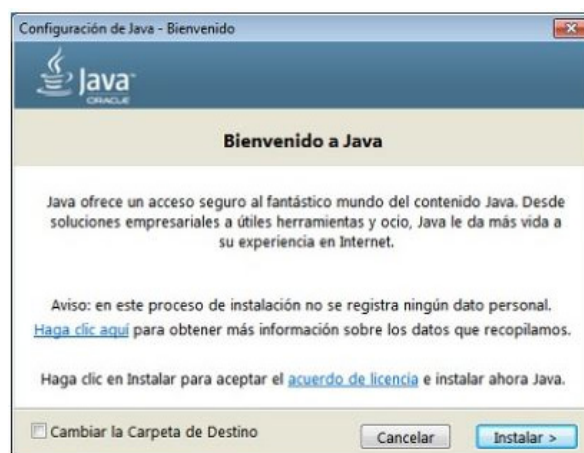 Configuración de Java - Bienvenido
Java
ORACLE
Bienvenido a Java
Java ofrece un acceso seguro al fantástico mundo del contenido Java. Desde
soluciones empresariales a útiles herramientas y ocio, Java le da más vida a
su experiencia en Internet.
Aviso: en este proceso de instalación no se registra ningún dato personal.
Haga clic aquí para obtener más información sobre los datos que recopilamos.
Haga clic en Instalar para aceptar el acuerdo de licencia e instalar ahora Java.
Cambiar la Carpeta de Destino
Cancelar
Instalar >